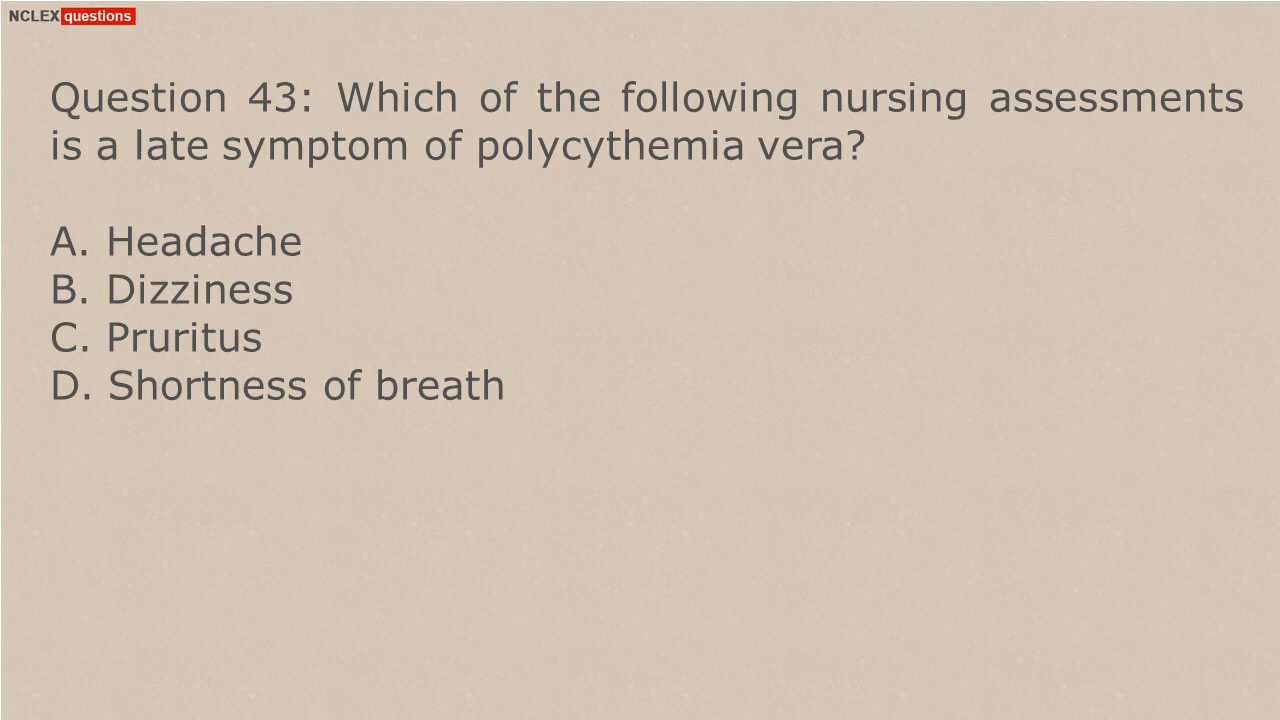 NCLEX questions
Question 43: Which of the following nursing assessments
is a late symptom of polycythemia vera?
A. Headache
B. Dizziness
C. Pruritus
D. Shortness of breath